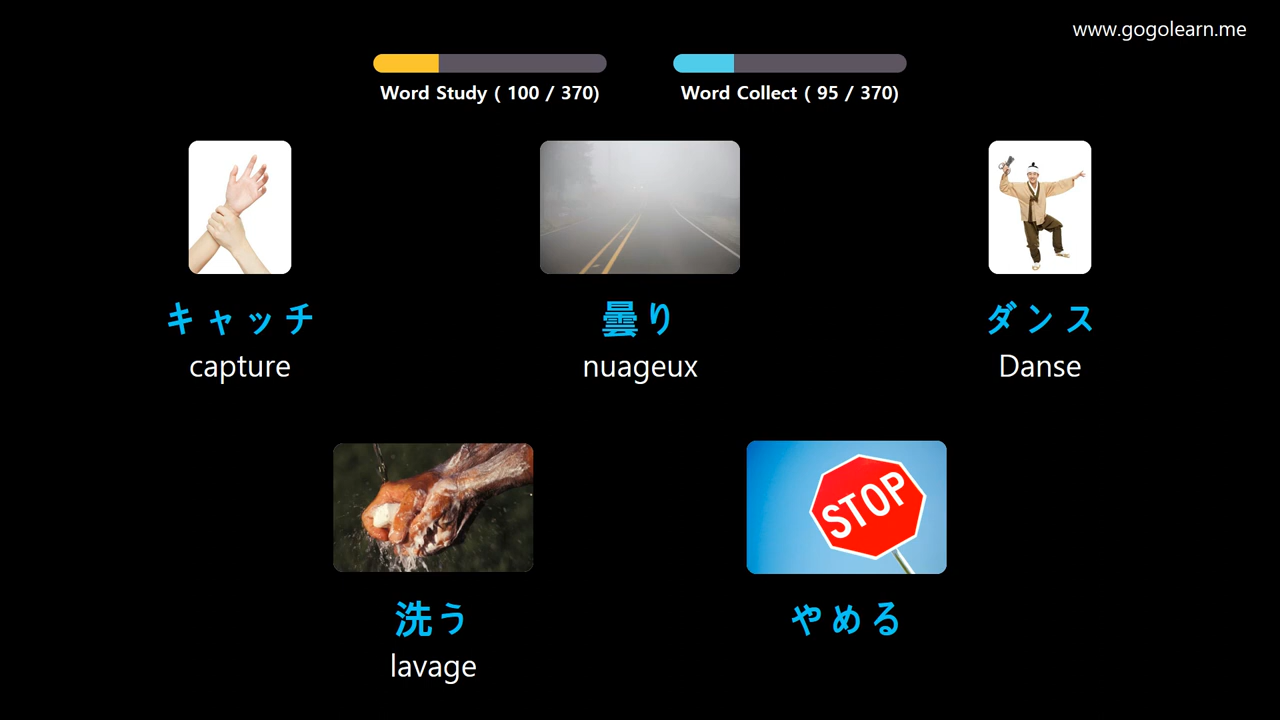 www.gogolearn.me
Word Study ( 100 / 370)
Word Collect ( 95 / 370)
キャッチ
capture
曇り
nuageux
ダンス
Danse
STOP
洗う
lavage
やめる